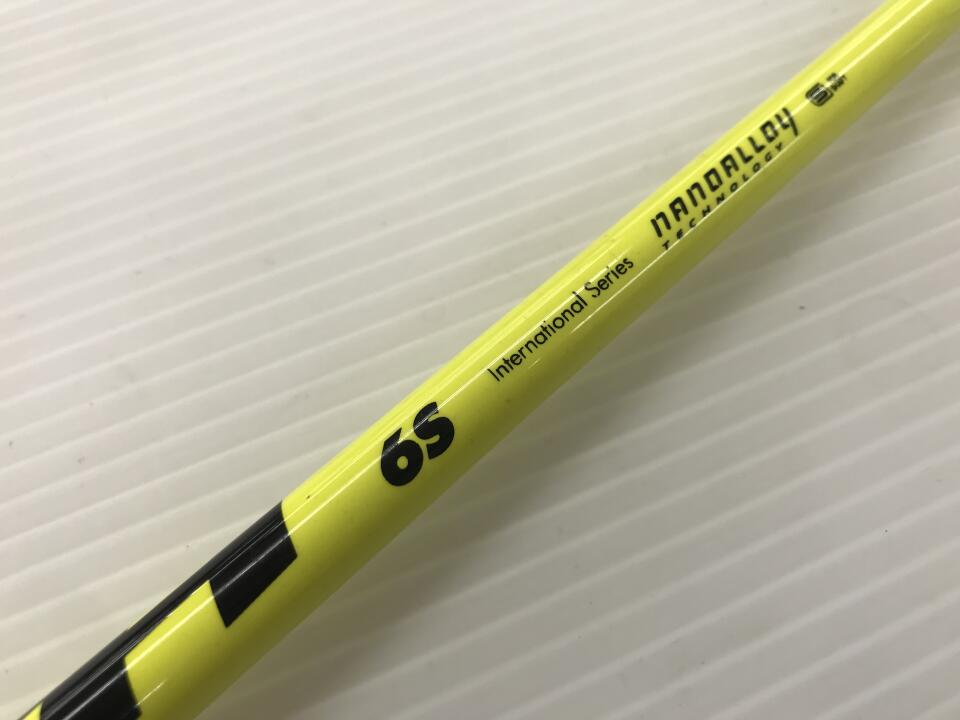 6S
International Series
NANOALLOY
TECHNOLOGY